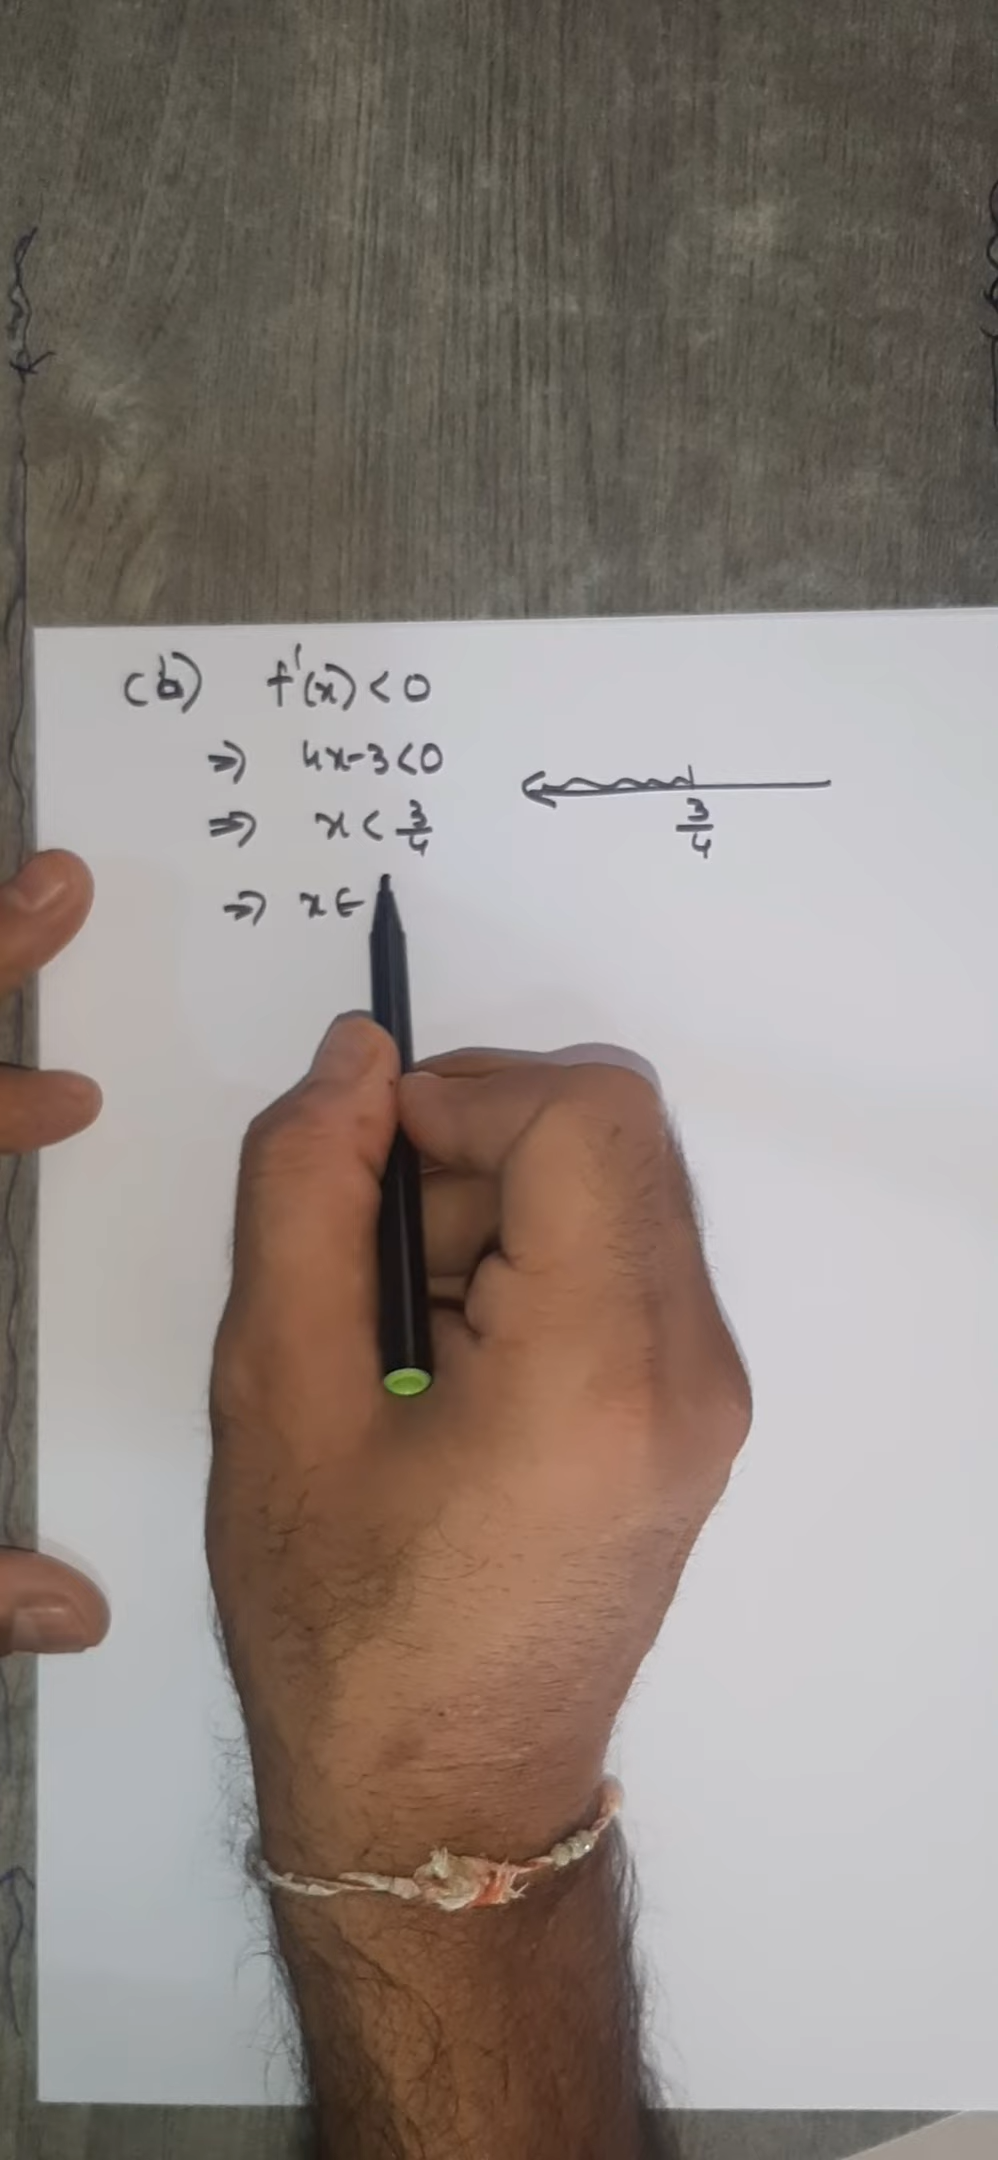 (b) f'(x) < 0
⇒ 4x-3<0
⇒ x < 3/4
3/4
⇒ x ∈